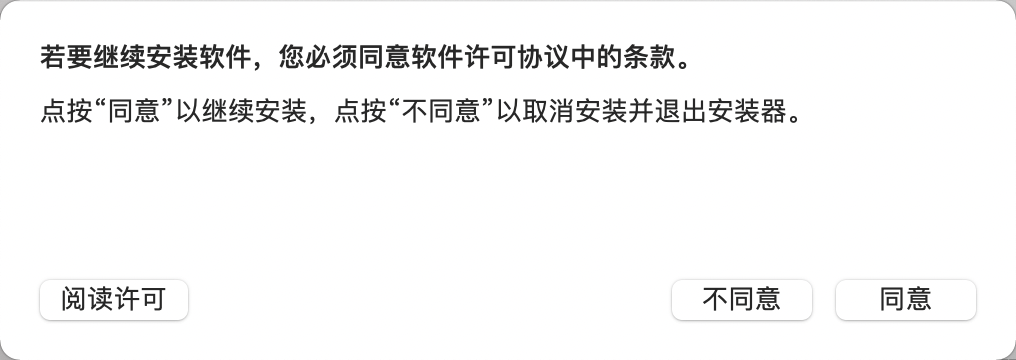 若要继续安装软件，您必须同意软件许可协议中的条款。
点按“同意”以继续安装，点按“不同意”以取消安装并退出安装器。
阅读许可 不同意 同意